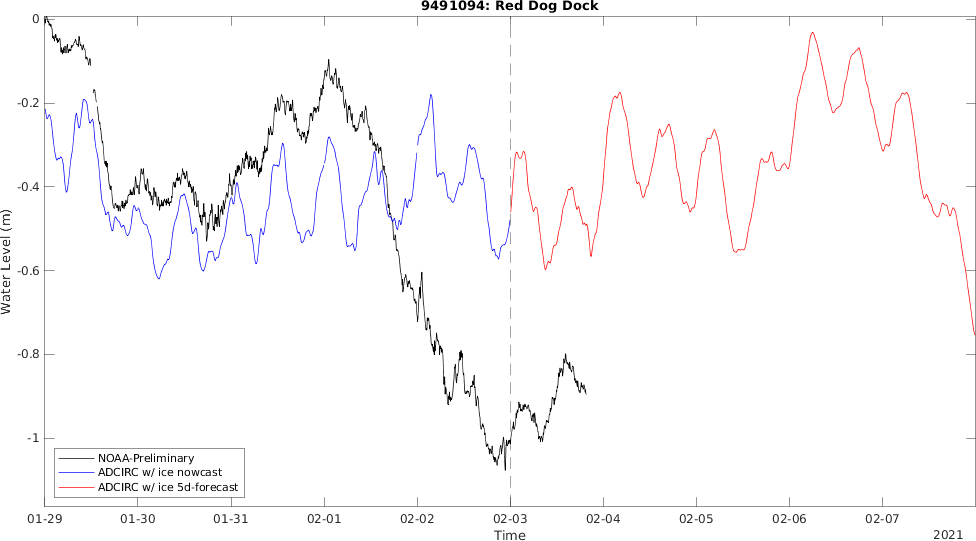 9491094: Red Dog Dock
0
-0.2
-0.4
-0.6
-0.8
-1
Water Level (m)
NOAA-Preliminary
ADCIRC w/ ice nowcast
ADCIRC w/ ice 5d-forecast
01-29 01-30 01-31 02-01 02-02 02-03 02-04 02-05 02-06 02-07
Time
2021